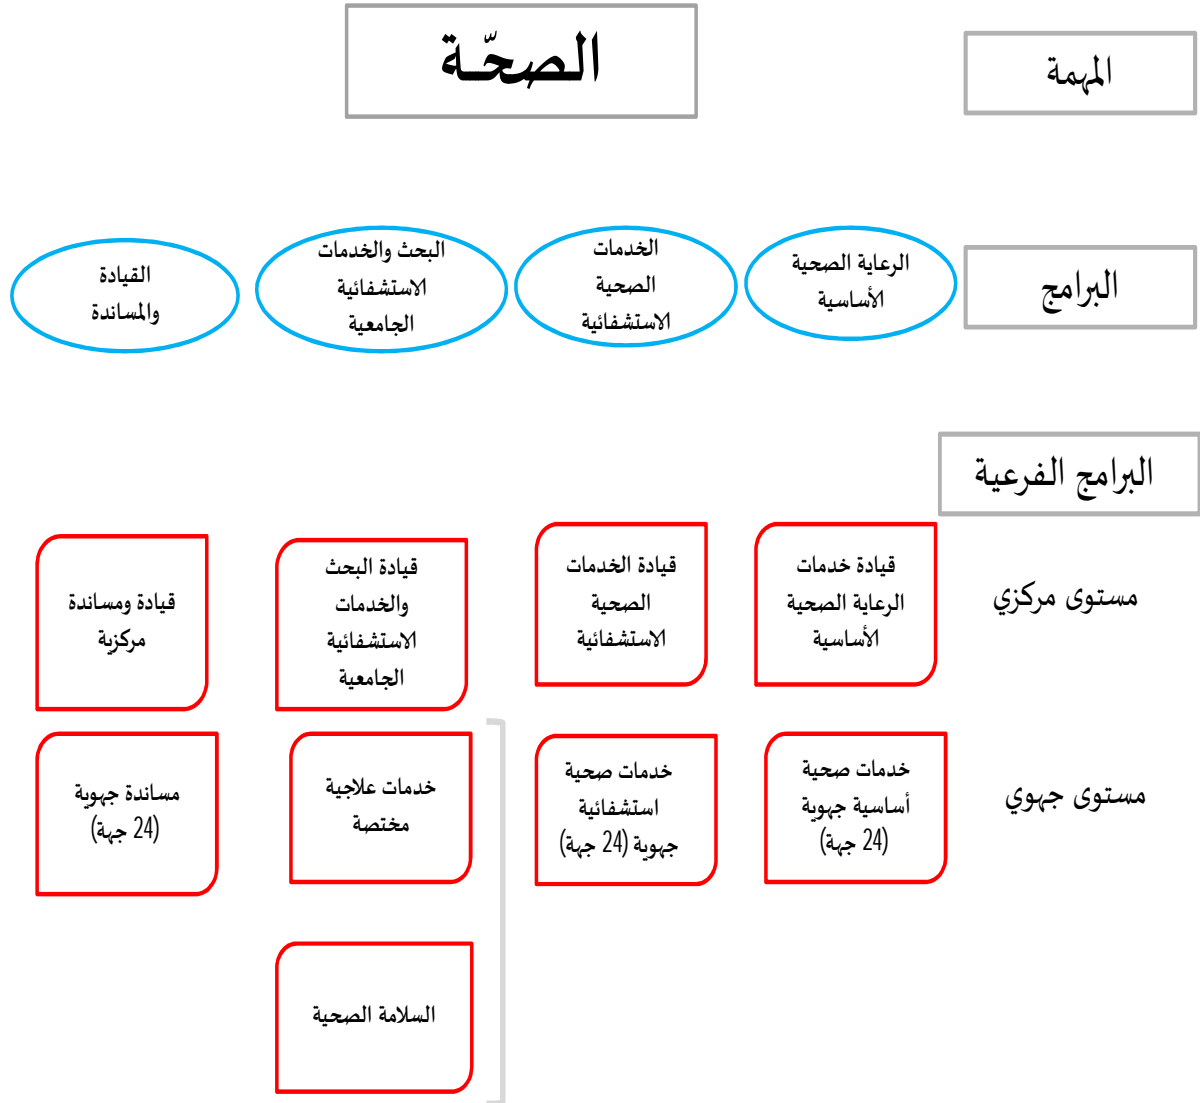 المهمة
الصحّة
البرامج
الرعاية الصحية
الأساسية
الخدمات
الصحية
الاستشفائية
البحث والخدمات
الاستشفائية
الجامعية
القيادة
والمساندة
البرامج الفرعية
مستوى مركزي
قيادة خدمات
الرعاية الصحية
الأساسية
قيادة الخدمات
الصحية
الاستشفائية
قيادة البحث
والخدمات
الاستشفائية
الجامعية
قيادة ومساندة
مركزية
مستوى جهوي
خدمات صحية
أساسية جهوية
(24 جهة)
خدمات صحية
استشفائية
جهوية (24 جهة)
خدمات علاجية
مختصة
مساندة جهوية
(24 جهة)
السلامة الصحية